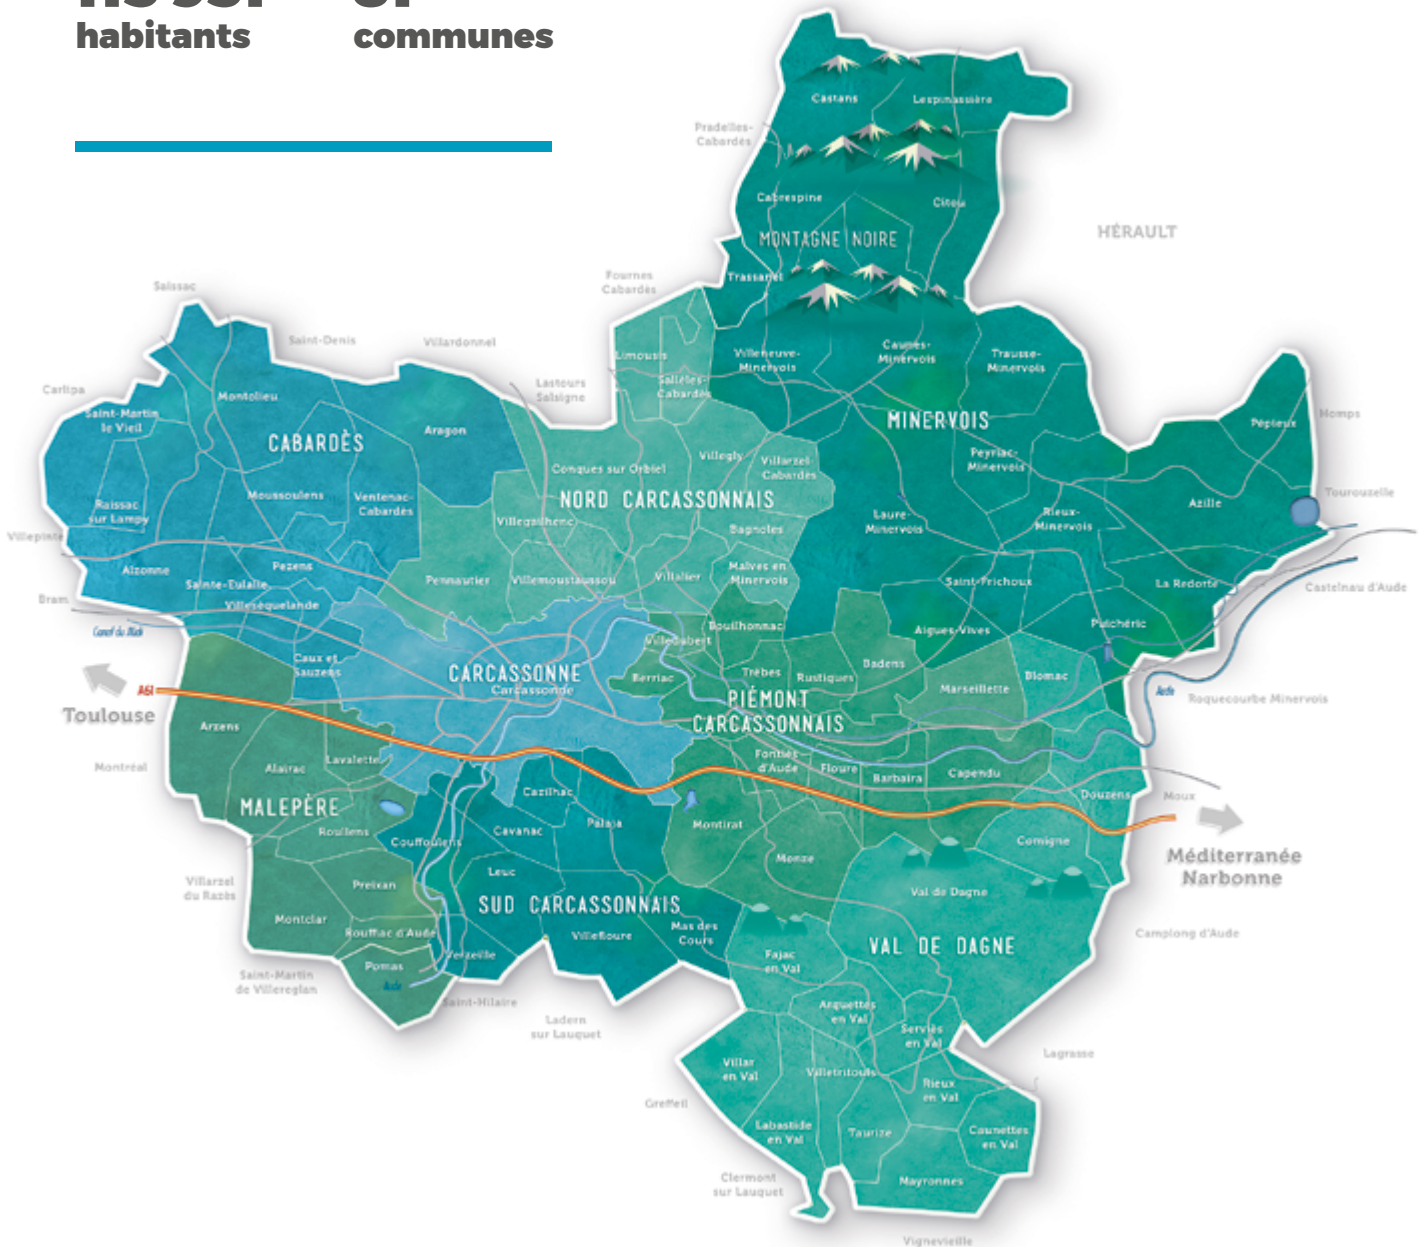 habitants
communes
Castans
Lespinassière
Pradelles-
Cabardès
Cabrespine
Citou
HÉRAULT
MONTAGNE NOIRE
Trassanel
Fournes
Cabardès
Saissac
Saint-Denis
Villardonnel
Limousis
Villeneuve-
Minervois
Caunes-
Minervois
Trausse-
Minervois
Carlipa
Montolieu
Lastours
Salsigne
Sallèles-
Cabardès
Saint-Martin
le Vieil
CABARDÈS
Aragon
MINERVOIS
Pépieux
Homps
Conques sur Orbiel
Villegly
Villarzel-
Cabardès
Peyriac-
Minervois
Raissac
sur Lampy
Moussoulens
Ventenac-
Cabardès
NORD CARCASSONNAIS
Villegailhenc
Bagnoles
Laure-
Minervois
Rieux-
Minervois
Azille
Tourouzelle
Villepinte
Alzonne
Pezens
Sainte-Eulalie
Pennautier
Villemoustaussou
Villalier
Malves en
Minervois
Saint-Frichoux
La Redorte
Castelnau d'Aude
Bram
Villesèquelande
Canal du Midi
Villedubert
Bouilhonnac
Aigues-Vives
Puichéric
Caux et
Sauzens
CARCASSONNE
Carcassonne
Berriac
Trèbes
Rustiques
Badens
Marseillette
Blomac
A61
Toulouse
Aude
Roquecourbe Minervois
PIÉMONT
CARCASSONNAIS
Arzens
Montréal
Alairac
Lavalette
Fontiès
d'Aude
Floure
Barbaira
Capendu
Douzens
Moux
MALEPÈRE
Roullens
Cazilhac
Couffoulens
Cavanac
Palaja
Montirat
Monze
Comigne
Méditerranée
Narbonne
Villarzel
du Razès
Preixan
Leuc
SUD CARCASSONNAIS
Val de Dagne
Montclar
Rouffiac d'Aude
Villefloure
Mas des
Cours
VAL DE DAGNE
Camplong d'Aude
Pomas
Verzeille
Fajac
en Val
Saint-Martin
de Villereglan
Aude
Saint-Hilaire
Ladern
sur Lauquet
Arquettes
en Val
Serviès
en Val
Lagrasse
Villar
en Val
Villetritouls
Rieux
en Val
Greffeil
Labastide
en Val
Taurize
Caunettes
en Val
Clermont
sur Lauquet
Mayronnes
Vignevieille